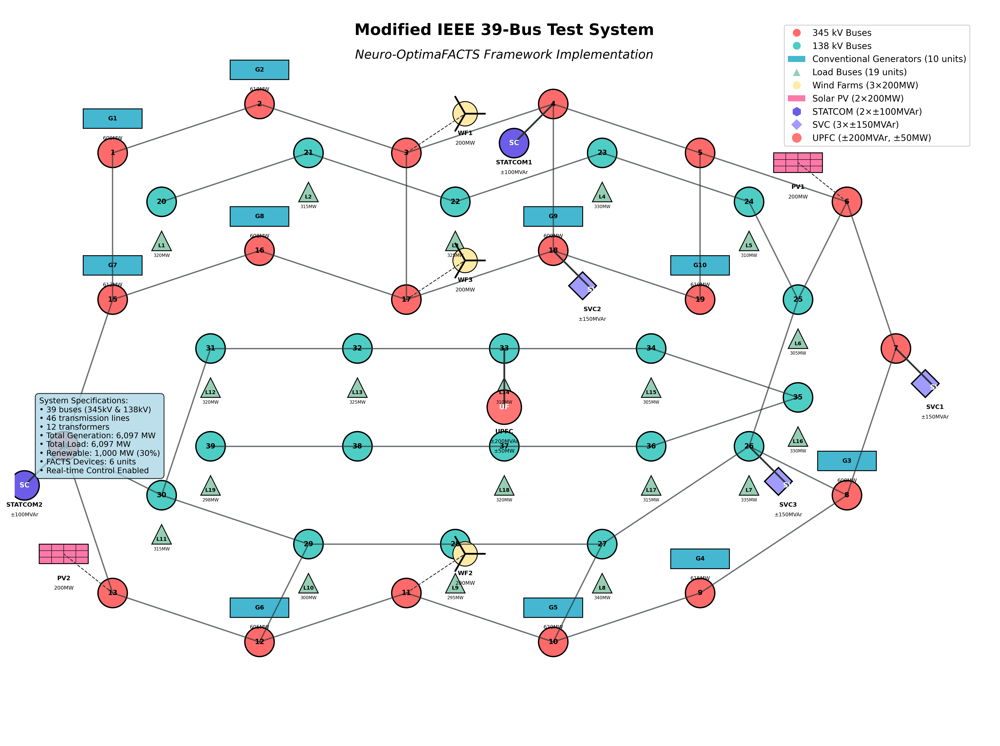 Modified IEEE 39-Bus Test System
Neuro-OptimaFACTS Framework Implementation
345 kV Buses
138 kV Buses
Conventional Generators (10 units)
Load Buses (19 units)
Wind Farms (3×200MW)
Solar PV (2×200MW)
STATCOM (2×±100MVAr)
SVC (3×±150MVAr)
UPFC (±200MVAr, ±50MW)
G2
610MW
2
4
G1
600MW
1
21
3
WF1
200MW
SC
STATCOM1
±100MVAr
23
5
PV1
200MW
20
L2
315MW
22
L4
330MW
24
6
G8
608MW
G9
600MW
L1
320MW
16
L3
325MW
18
L5
310MW
G7
612MW
WF3
200MW
G10
610MW
15
17
SVC2
±150MVAr
19
25
31
32
33
34
L6
305MW
7
L12
320MW
L13
325MW
L14
310MW
L15
305MW
35
UF
SVC1
±150MVAr
System Specifications:
• 39 buses (345kV & 138kV)
• 46 transmission lines
• 12 transformers
• Total Generation: 6,097 MW
• Total Load: 6,097 MW
• Renewable: 1,000 MW (30%)
• FACTS Devices: 6 units
• Real-time Control Enabled
UPFC
±200MVAr
±50MW
39
38
37
36
26
L16
330MW
G3
600MW
SC
STATCOM2
±100MVAr
30
L19
298MW
L18
320MW
L17
315MW
L7
335MW
SVC3
±150MVAr
8
L11
315MW
29
28
27
G4
615MW
PV2
200MW
WF2
200MW
13
L10
300MW
11
L9
295MW
L8
340MW
9
G6
605MW
G5
620MW
12
10